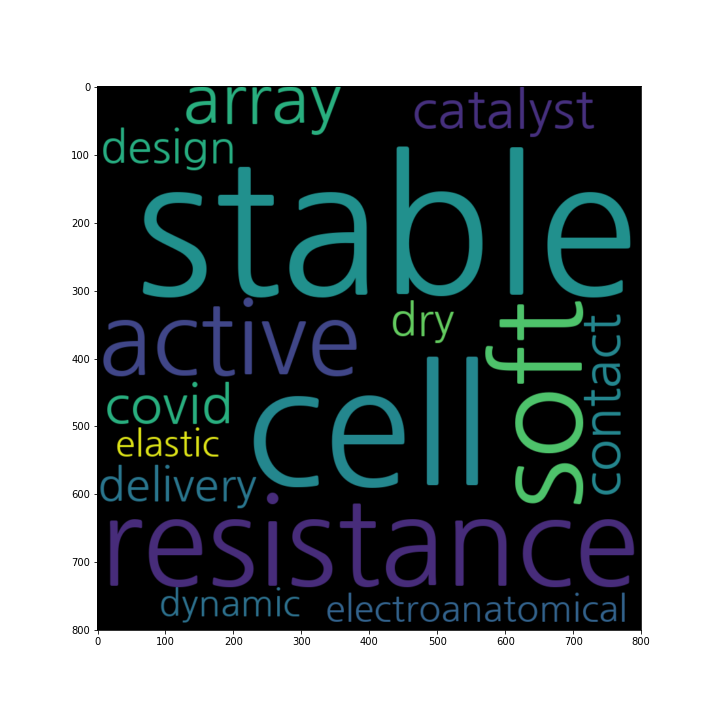 0
100
200
300
400
500
600
700
800
array
catalyst
design
stable
active
dry
soft
contact
covid
cell
elastic
delivery
resistance
dynamic
electroanatomical
0 100 200 300 400 500 600 700 800